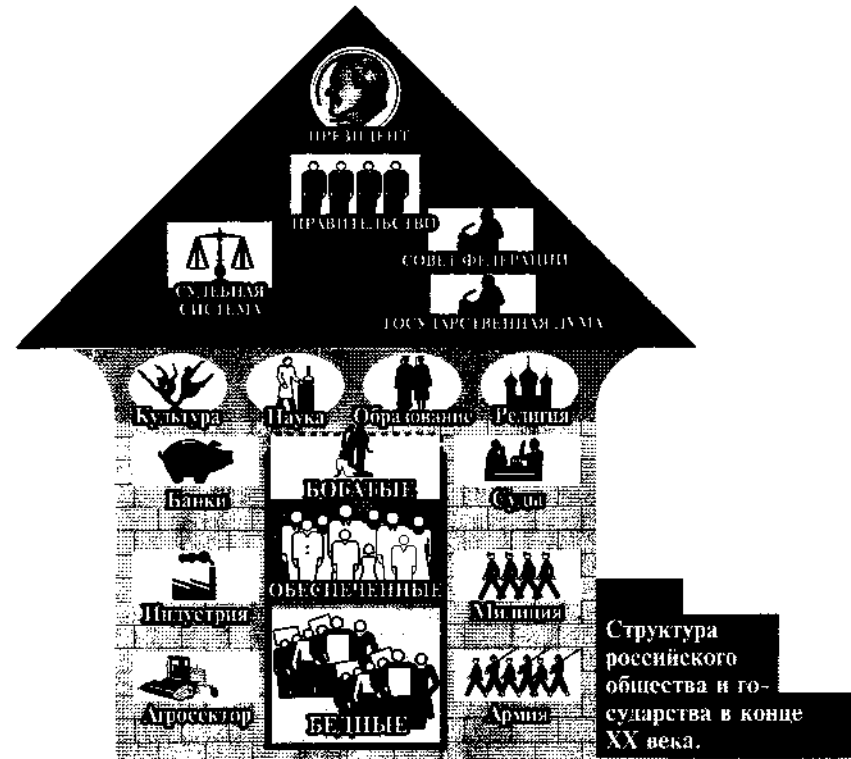 ПРЕЗИДЕНТ
ПРАВИТЕЛЬСТВО
СОВЕТ ФЕДЕРАЦИИ
СУДЕБНАЯ
СИСТЕМА
ГОСУДАРСТВЕННАЯ ДУМА
Культура
Наука
Образование
Религия
Банки
БОГАТЫЕ
Суды
ОБЕСПЕЧЕННЫЕ
Индустрия
Милиция
Агросектор
БЕДНЫЕ
Армия
Структура
российского
общества и го-
сударства в конце
XX века.